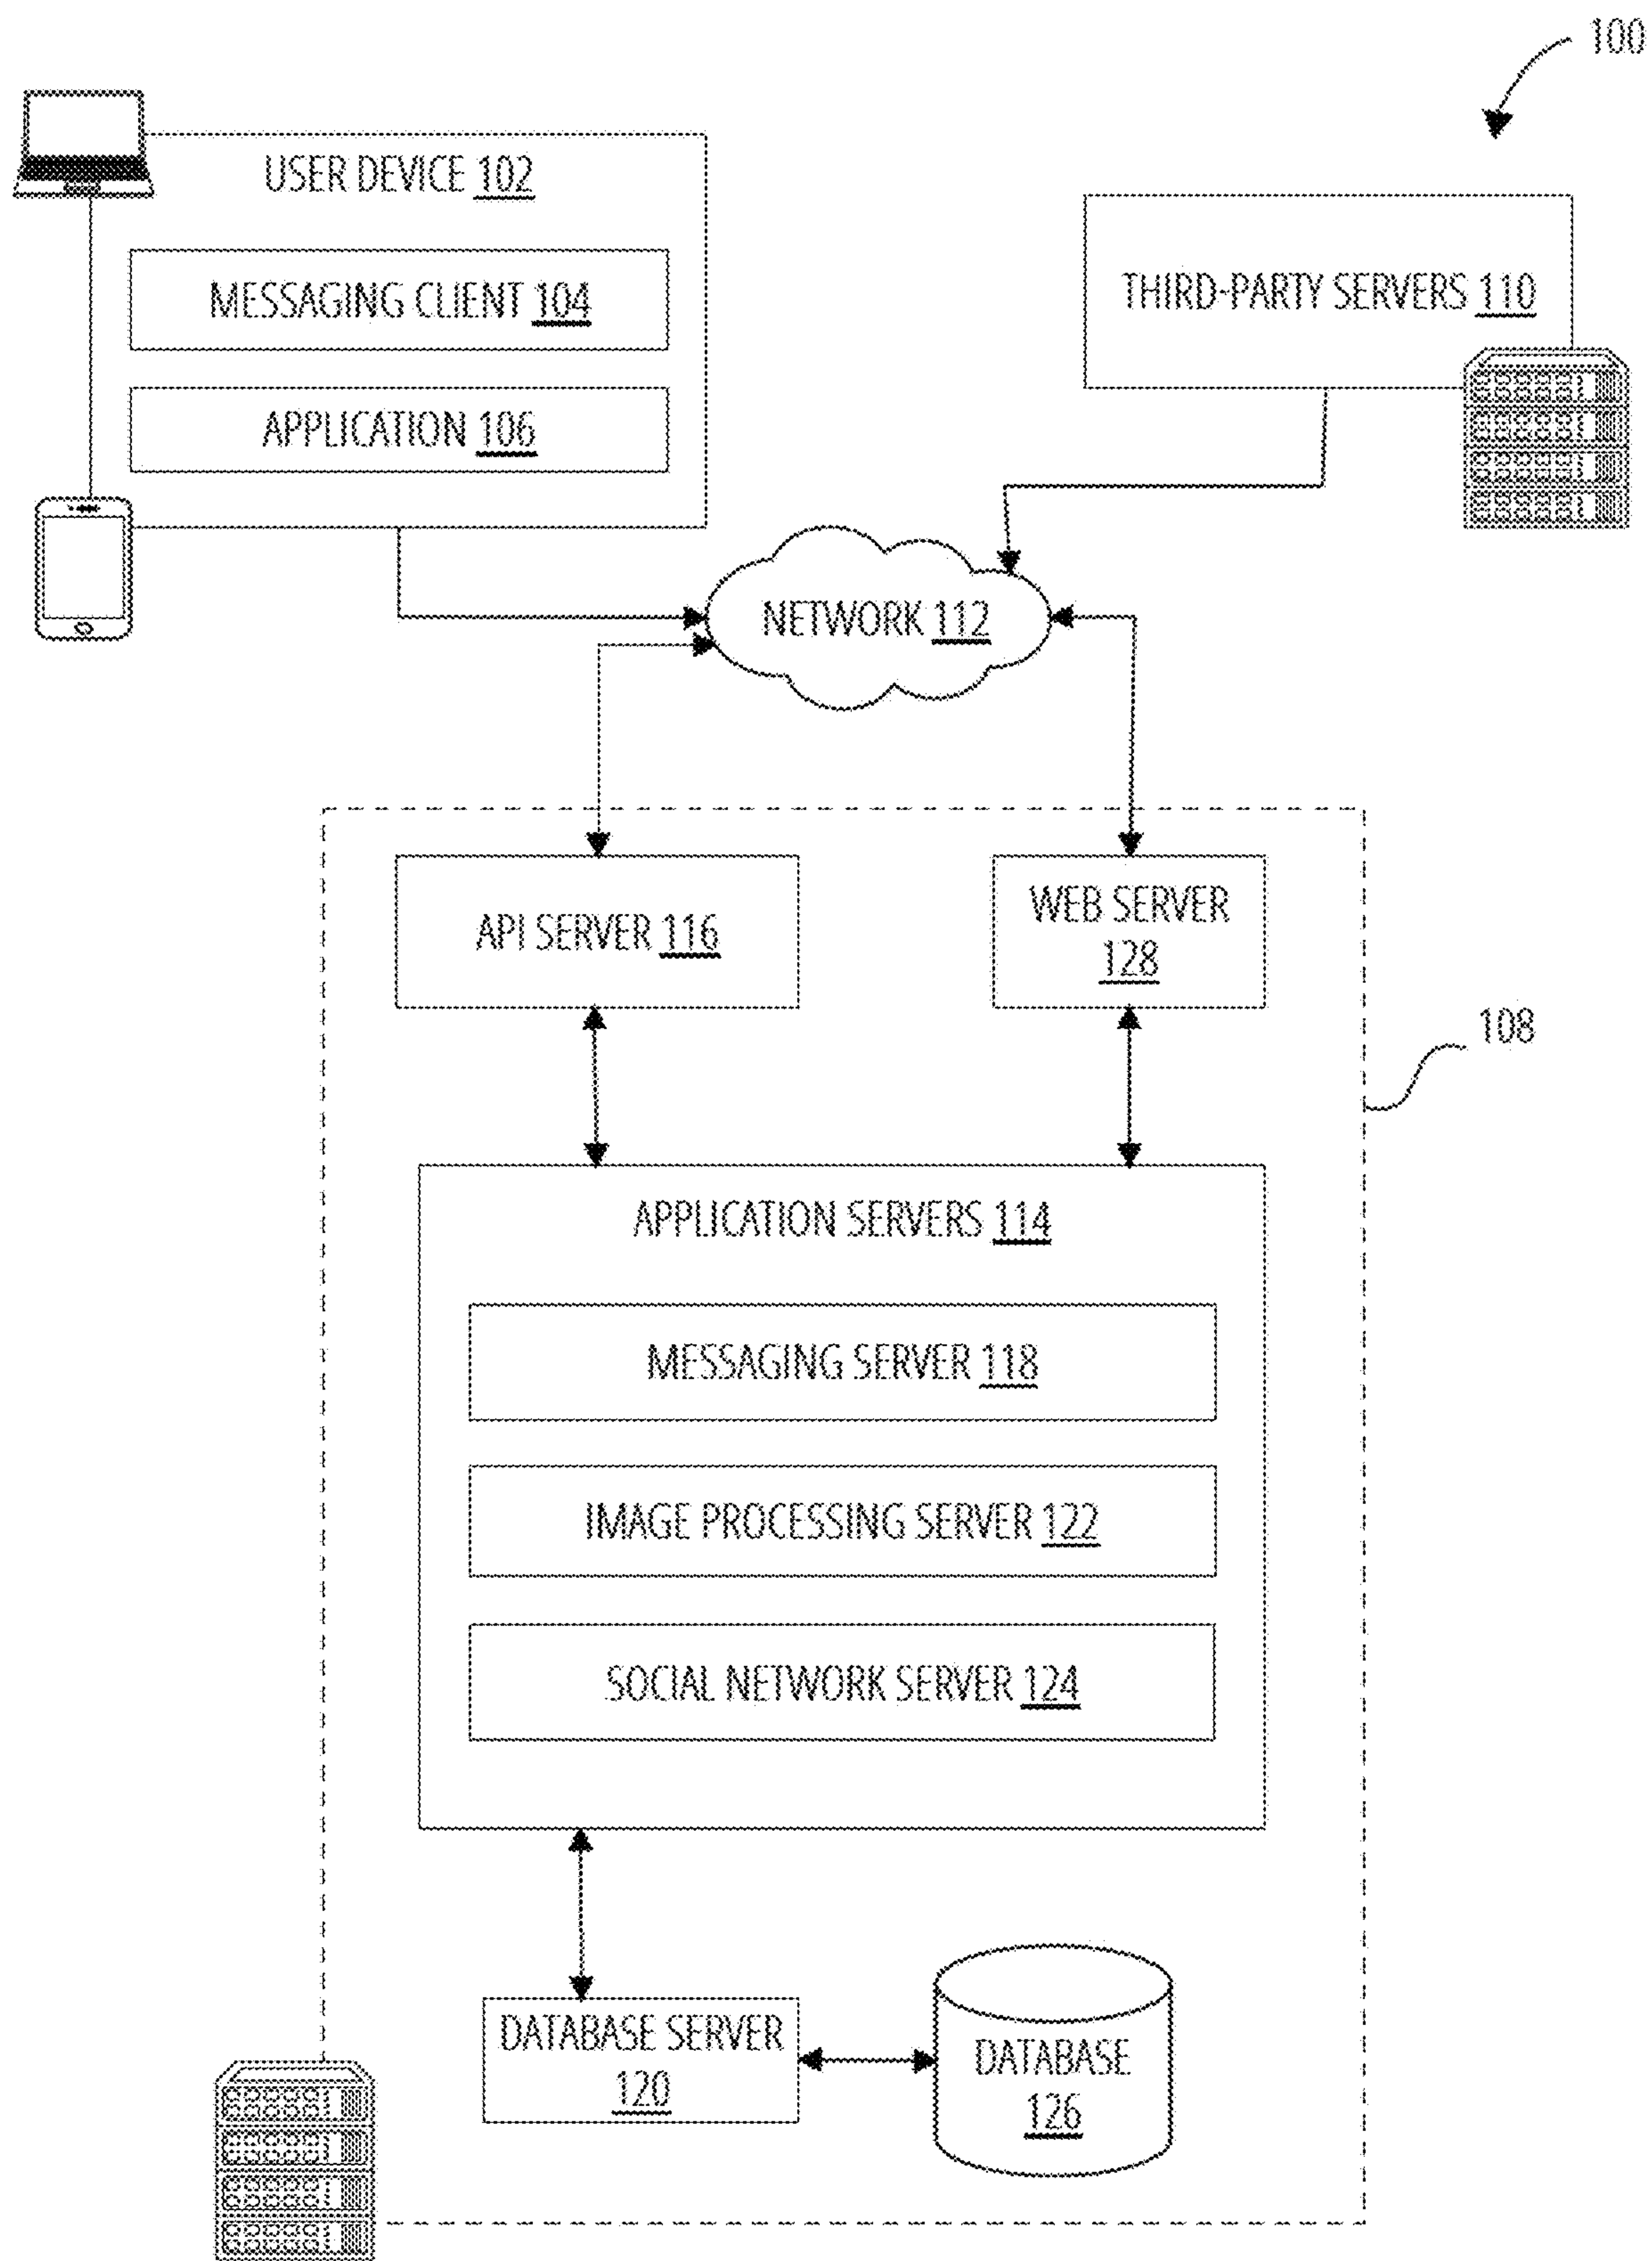 100
USER DEVICE 102
MESSAGING CLIENT 104
APPLICATION 106
THIRD-PARTY SERVERS 110
NETWORK 112
API SERVER 116
WEB SERVER
128
108
APPLICATION SERVERS 114
MESSAGING SERVER 118
IMAGE PROCESSING SERVER 122
SOCIAL NETWORK SERVER 124
DATABASE SERVER
120
DATABASE
126